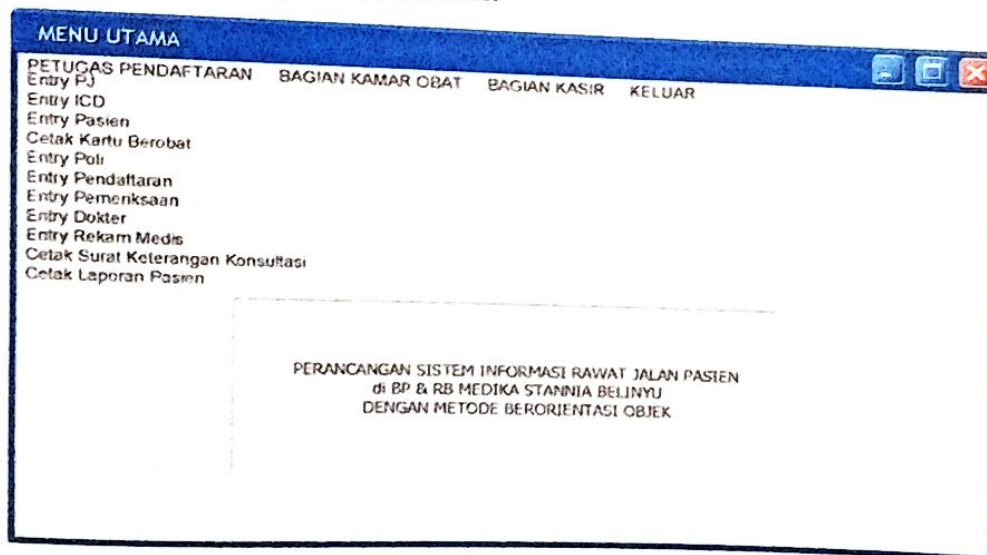 MENU UTAMA
PETUGAS PENDAFTARAN BAGIAN KAMAR OBAT BAGIAN KASIR KELUAR
Entry PJ
Entry ICD
Entry Pasien
Cetak Kartu Berobat
Entry Poli
Entry Pendaftaran
Entry Pemeriksaan
Entry Dokter
Entry Rekam Medis
Cetak Surat Keterangan Konsultasi
Cetak Laporan Pasien
PERANCANGAN SISTEM INFORMASI RAWAT JALAN PASIEN
di BP & RB MEDIKA STANNIA BELINYU
DENGAN METODE BERORIENTASI OBJEK